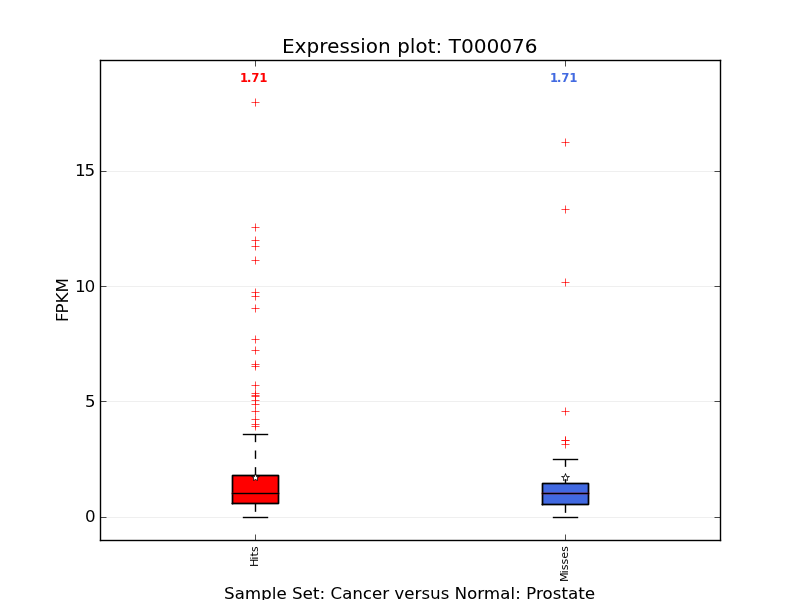 Expression plot: T000076
1.71
1.71
15
10
5
0
FPKM
Hits
Misses
Sample Set: Cancer versus Normal: Prostate